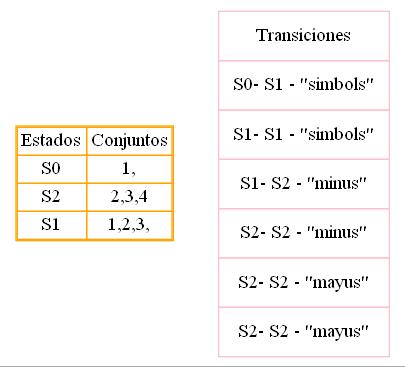 Estados Conjuntos
S0 1,
S2 2,3,4
S1 1,2,3,
Transiciones
S0- S1 - "simbols"
S1- S1 - "simbols"
S1- S2 - "minus"
S2- S2 - "minus"
S2- S2 - "mayus"
S2- S2 - "mayus"